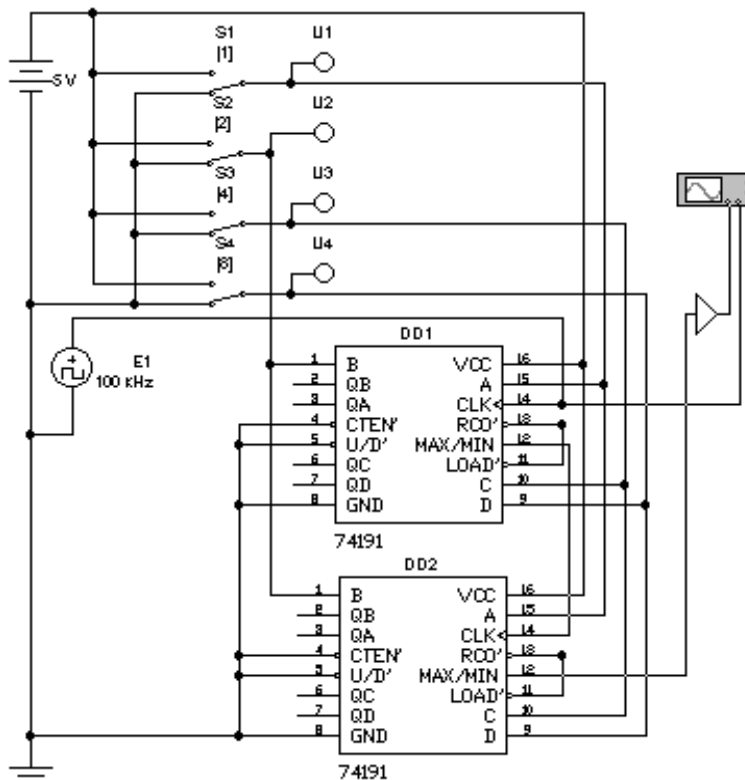 S1
[1]
U1
5V
S2
[2]
U2
S3
[4]
U3
S4
[8]
U4
E1
100 kHz
DD1
1 B VCC 16
2 QB A 15
3 QA CLK 14
4 CTEN' RCO' 13
5 U/D' MAX/MIN 12
6 QC LOAD' 11
7 QD C 10
8 GND D 9
74191
DD2
1 B VCC 16
2 QB A 15
3 QA CLK 14
4 CTEN' RCO' 13
5 U/D' MAX/MIN 12
6 QC LOAD' 11
7 QD C 10
8 GND D 9
74191